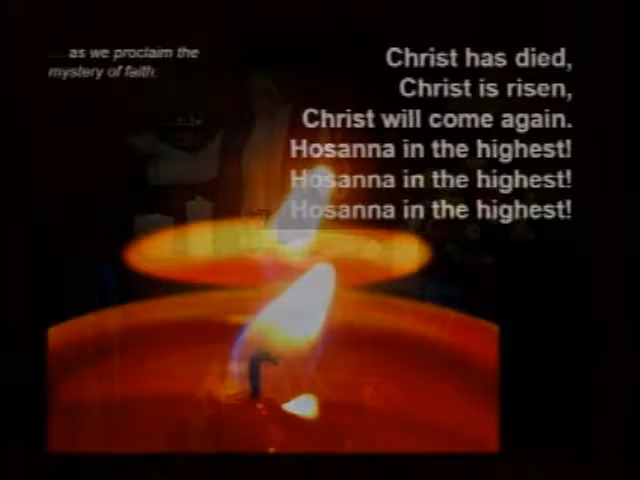 ... as we proclaim the
mystery of faith:
Christ has died,
Christ is risen,
Christ will come again.
Hosanna in the highest!
Hosanna in the highest!
Hosanna in the highest!